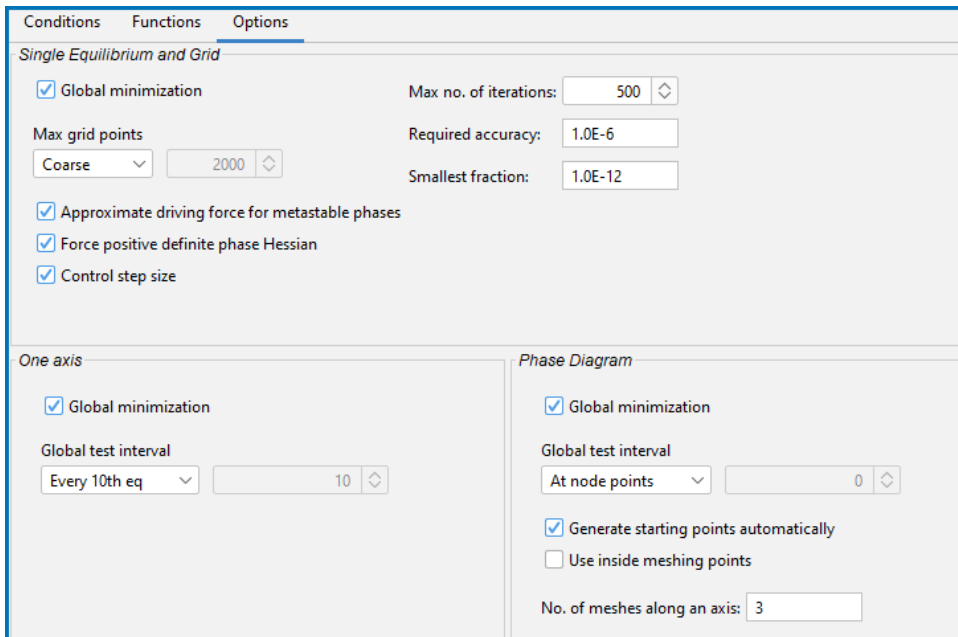 Conditions Functions Options
Single Equilibrium and Grid
Global minimization
Max no. of iterations: 500
Max grid points
Required accuracy: 1.0E-6
Coarse 2000
Smallest fraction: 1.0E-12
Approximate driving force for metastable phases
Force positive definite phase Hessian
Control step size
One axis
Global minimization
Global test interval
Every 10th eq 10
Phase Diagram
Global minimization
Global test interval
At node points 0
Generate starting points automatically
Use inside meshing points
No. of meshes along an axis: 3